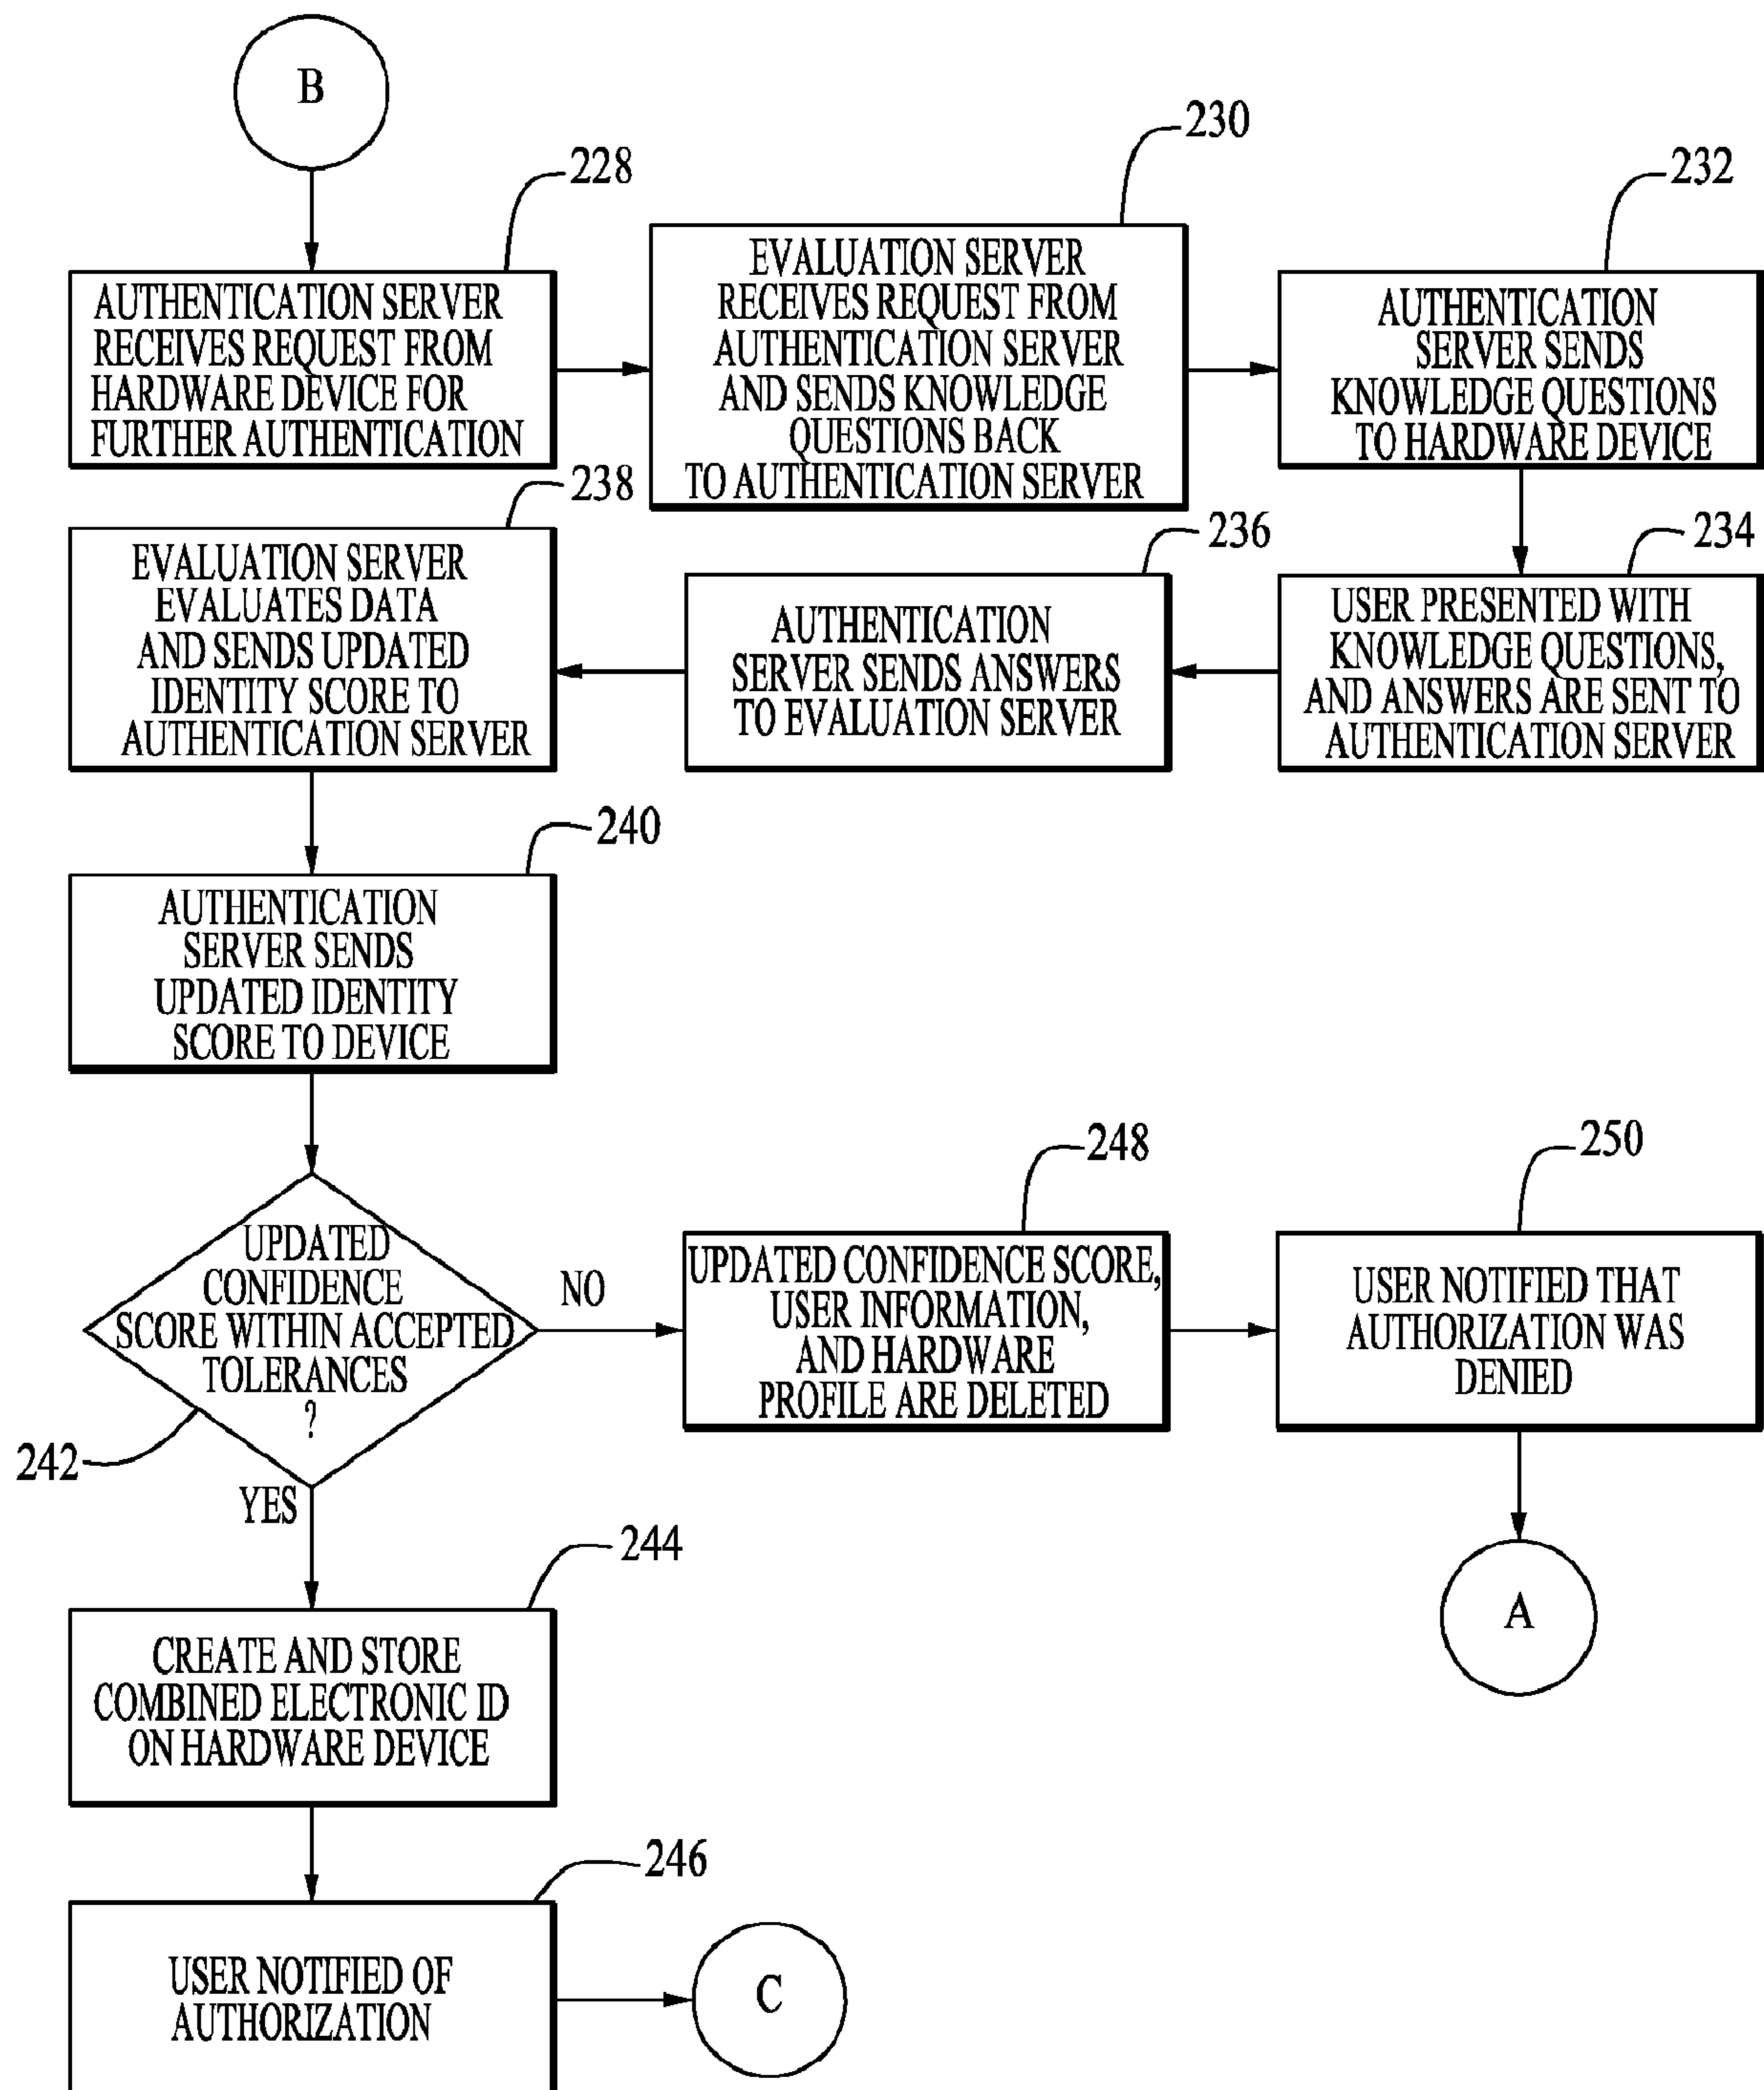 B
228
AUTHENTICATION SERVER
RECEIVES REQUEST FROM
HARDWARE DEVICE FOR
FURTHER AUTHENTICATION
230
EVALUATION SERVER
RECEIVES REQUEST FROM
AUTHENTICATION SERVER
AND SENDS KNOWLEDGE
QUESTIONS BACK
TO AUTHENTICATION SERVER
232
AUTHENTICATION
SERVER SENDS
KNOWLEDGE QUESTIONS
TO HARDWARE DEVICE
234
USER PRESENTED WITH
KNOWLEDGE QUESTIONS,
AND ANSWERS ARE SENT TO
AUTHENTICATION SERVER
236
AUTHENTICATION
SERVER SENDS ANSWERS
TO EVALUATION SERVER
238
EVALUATION SERVER
EVALUATES DATA
AND SENDS UPDATED
IDENTITY SCORE TO
AUTHENTICATION SERVER
240
AUTHENTICATION
SERVER SENDS
UPDATED IDENTITY
SCORE TO DEVICE
UPDATED
CONFIDENCE
SCORE WITHIN ACCEPTED
TOLERANCES
?
242
NO
248
UPDATED CONFIDENCE SCORE,
USER INFORMATION,
AND HARDWARE
PROFILE ARE DELETED
250
USER NOTIFIED THAT
AUTHORIZATION WAS
DENIED
A
YES
244
CREATE AND STORE
COMBINED ELECTRONIC ID
ON HARDWARE DEVICE
246
USER NOTIFIED OF
AUTHORIZATION
C